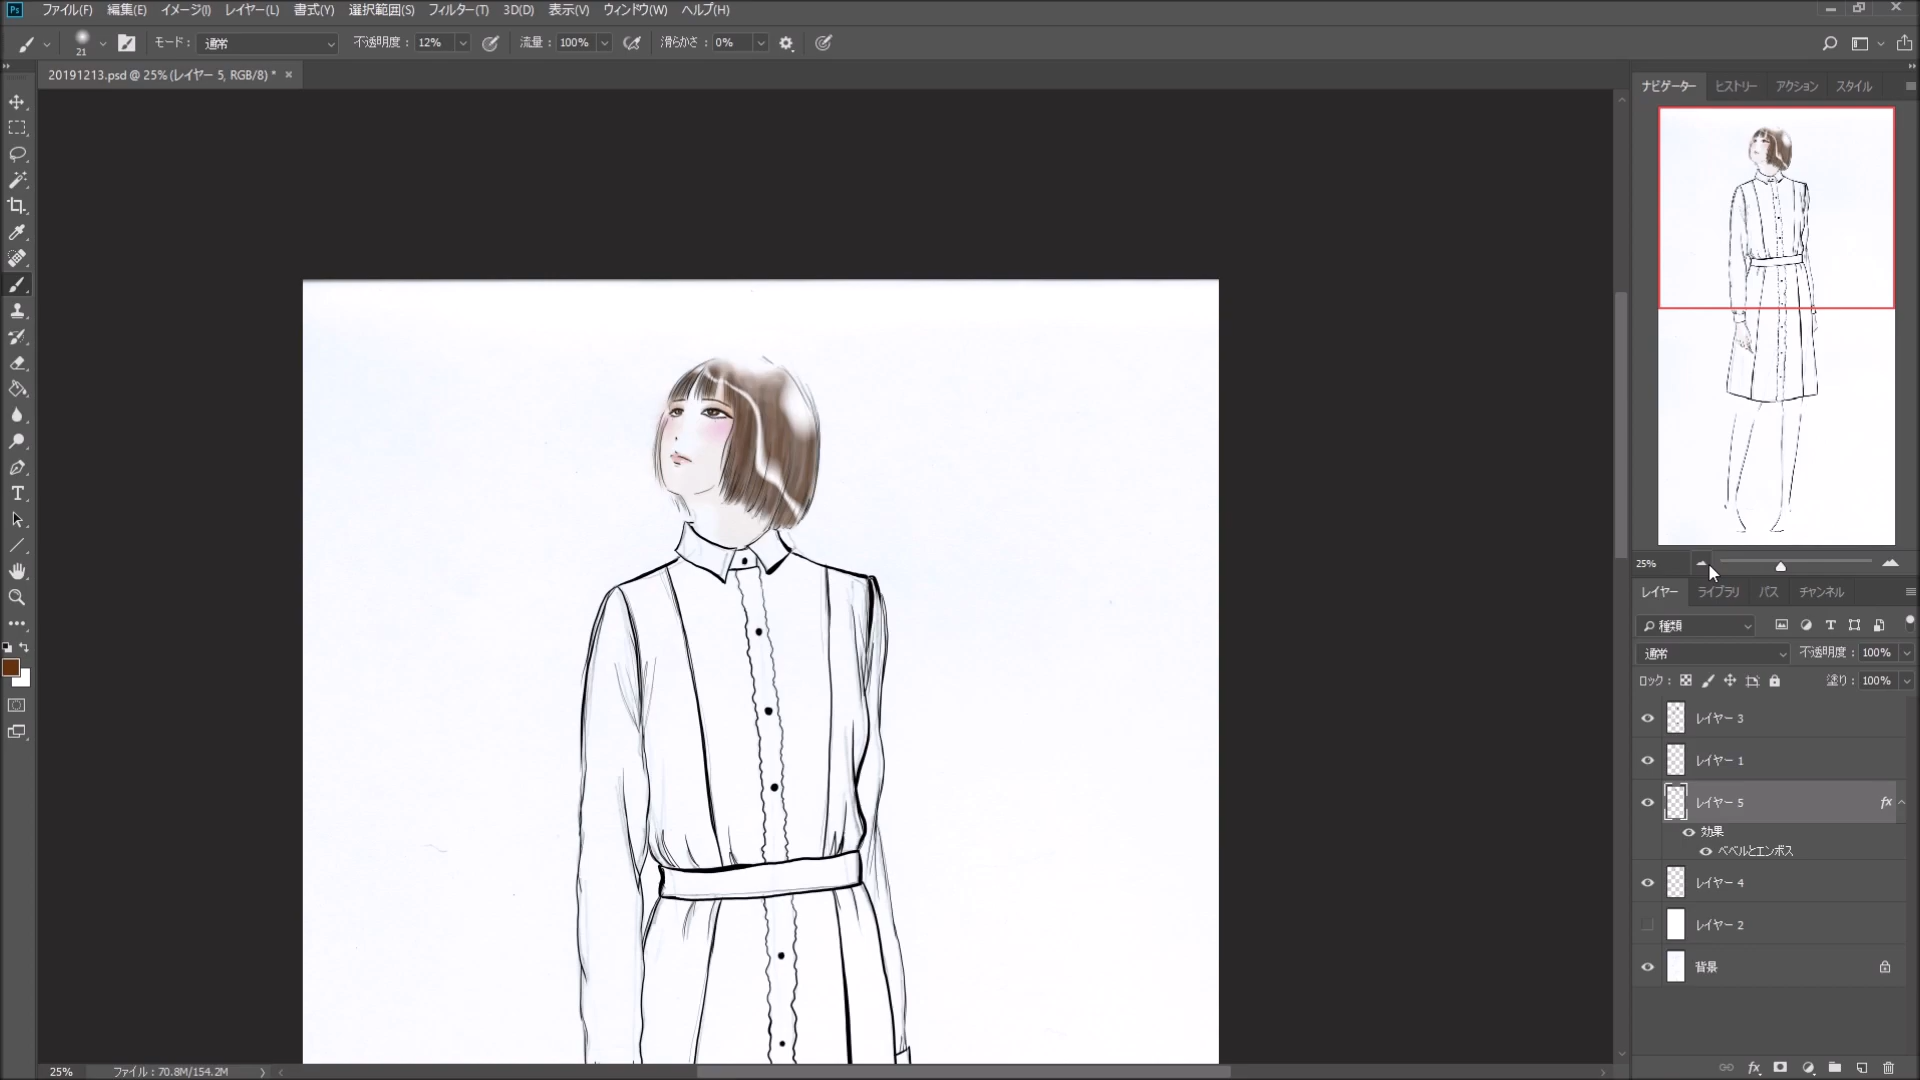 Ps ファイル(F) 編集(E) イメージ(I) レイヤー(L) 書式(Y) 選択範囲(S) フィルター(T) 3D(D) 表示(V) ウィンドウ(W) ヘルプ(H)
21 モード： 通常 不透明度： 12% 流量： 100% 滑らかさ： 0%
20191213.psd @ 25% (レイヤー 5, RGB/8) * ×
ナビゲーター ヒストリー アクション スタイル
25%
レイヤー ライブラリ パス チャンネル
種類
通常 不透明度： 100%
ロック： 塗り： 100%
レイヤー 3
レイヤー 1
レイヤー 5 fx
効果
ベベルとエンボス
レイヤー 4
レイヤー 2
背景
25% ファイル : 70.8M/154.2M
fx